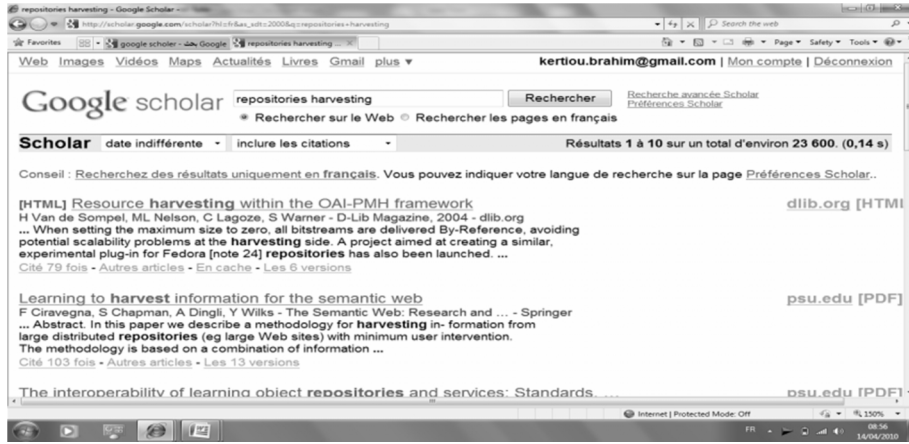 repositories harvesting - Google Scholar -
http://scholar.google.com/scholar?hl=fr&as_sdt=2000&q=repositories+harvesting
Search the web
Favorites
google scholer - بحث Google
repositories harvesting ...
Page
Safety
Tools
Web Images Vidéos Maps Actualités Livres Gmail plus ▼
kertiou.brahim@gmail.com | Mon compte | Déconnexion
Google scholar
repositories harvesting
Rechercher
Recherche avancée Scholar
Préférences Scholar
Rechercher sur le Web Rechercher les pages en français
Scholar date indifférente inclure les citations Résultats 1 à 10 sur un total d'environ 23 600. (0,14 s)
Conseil : Recherchez des résultats uniquement en français. Vous pouvez indiquer votre langue de recherche sur la page Préférences Scholar..
[HTML] Resource harvesting within the OAI-PMH framework
dlib.org [HTML
H Van de Sompel, ML Nelson, C Lagoze, S Warner - D-Lib Magazine, 2004 - dlib.org
... When setting the maximum size to zero, all bitstreams are delivered By-Reference, avoiding
potential scalability problems at the harvesting side. A project aimed at creating a similar,
experimental plug-in for Fedora [note 24] repositories has also been launched. ...
Cité 79 fois - Autres articles - En cache - Les 6 versions
Learning to harvest information for the semantic web
psu.edu [PDF]
F Ciravegna, S Chapman, A Dingli, Y Wilks - The Semantic Web: Research and ... - Springer
... Abstract. In this paper we describe a methodology for harvesting in- formation from
large distributed repositories (eg large Web sites) with minimum user intervention.
The methodology is based on a combination of information ...
Cité 103 fois - Autres articles - Les 13 versions
The interoperability of learning object repositories and services: Standards, ...
psu.edu [PDF]
Internet | Protected Mode: Off
150%
FR
08:56
14/04/2010